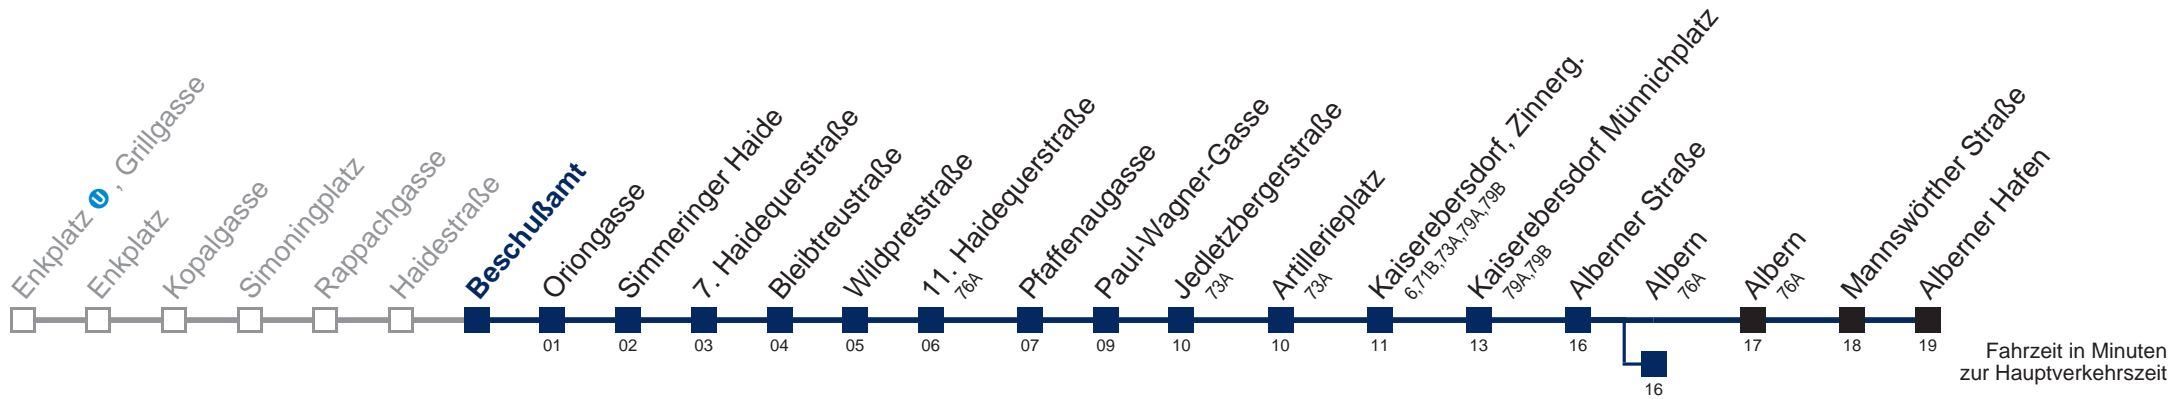 Enkplatz U , Grillgasse
Enkplatz
Kopalgasse
Simoningplatz
Rappachgasse
Haidestraße
Beschußamt
Oriongasse
Simmeringer Haide
7. Haidequerstraße
Bleibtreustraße
Wildpretstraße
11. Haidequerstraße
76A
Pfaffenaugasse
Paul-Wagner-Gasse
Jedletzbergerstraße
73A
Artillerieplatz
73A
Kaiserebersdorf, Zinnerg.
6,71B,73A,79A,79B
Kaiserebersdorf Münnichplatz
79A,79B
Alberner Straße
Albern
76A
Albern
76A
Mannswörther Straße
Alberner Hafen
01 02 03 04 05 06 07 09 10 10 11 13 16 17 18 19
16
Fahrzeit in Minuten
zur Hauptverkehrszeit